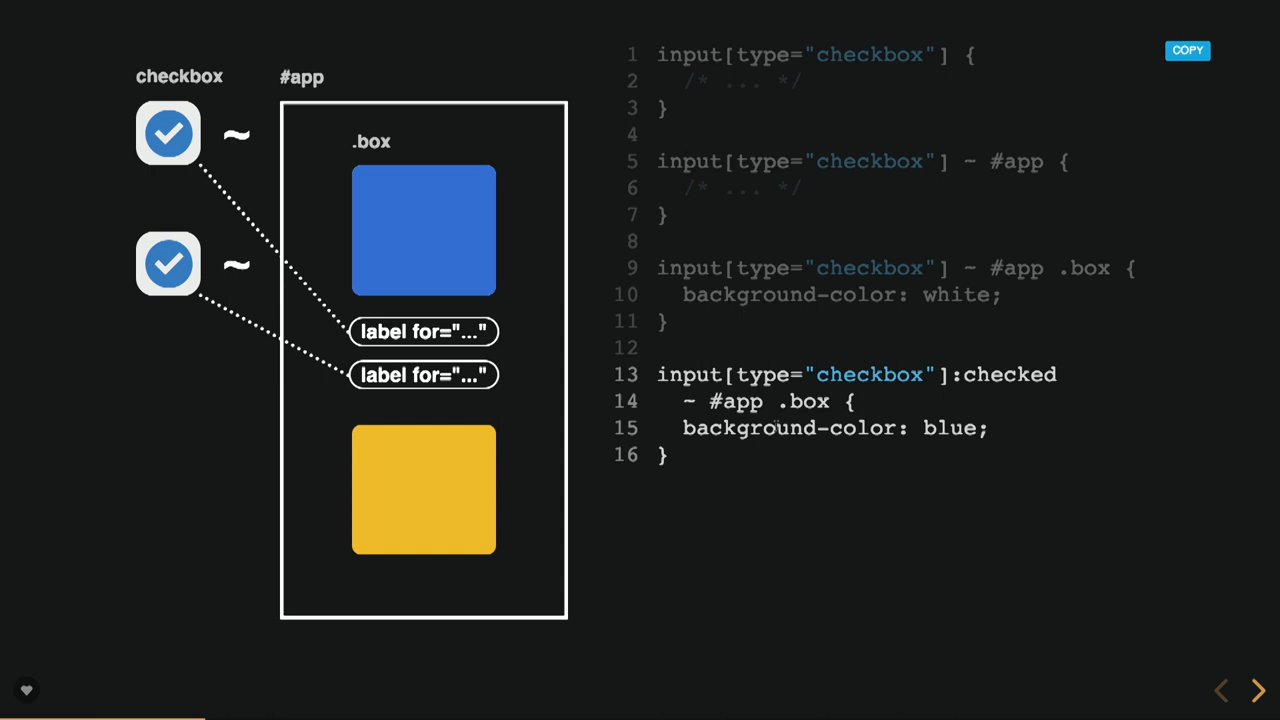 checkbox
#app
~
.box
~
label for="..."
label for="..."
1 input[type="checkbox"] {
2   /* ... */
3 }
4
5 input[type="checkbox"] ~ #app {
6   /* ... */
7 }
8
9 input[type="checkbox"] ~ #app .box {
10   background-color: white;
11 }
12
13 input[type="checkbox"]:checked
14   ~ #app .box {
15   background-color: blue;
16 }
COPY